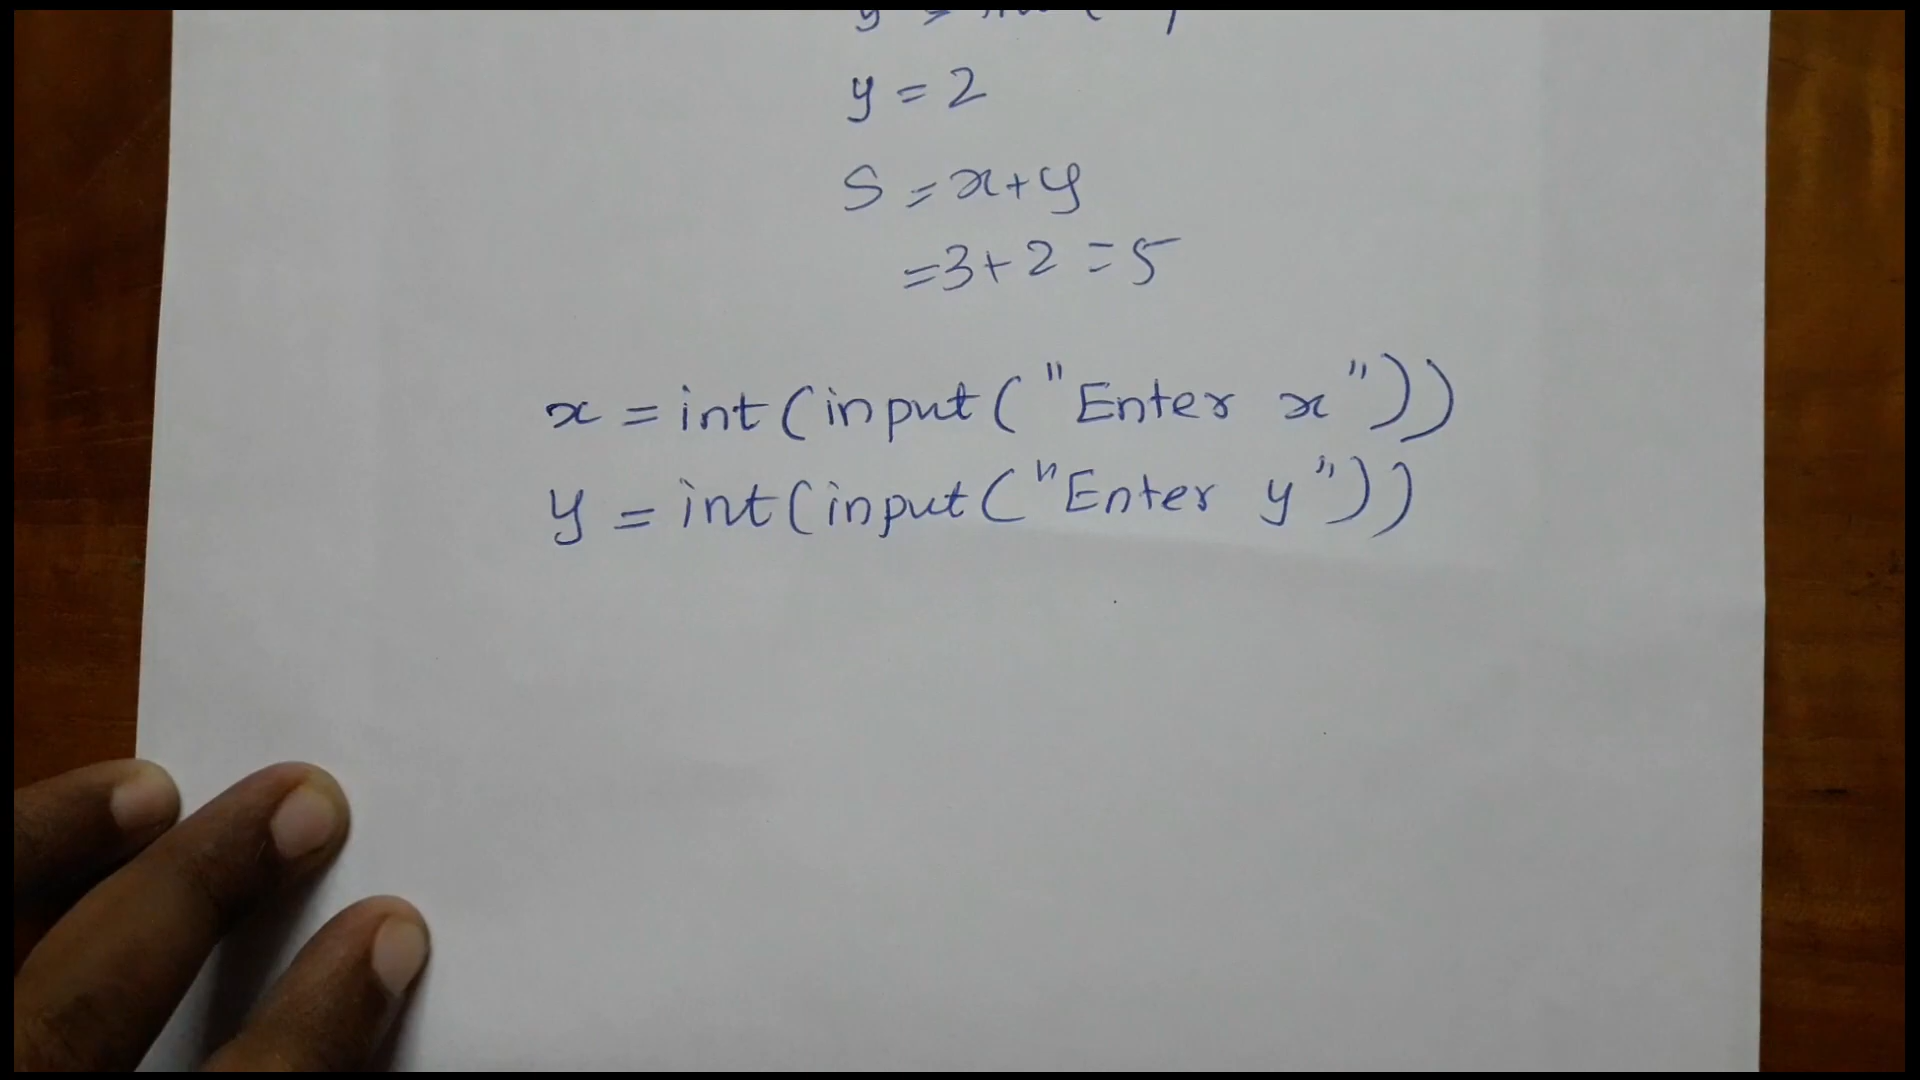 y = 2
S = x+y
=3+2 =5
x = int(input("Enter x"))
y = int(input("Enter y"))